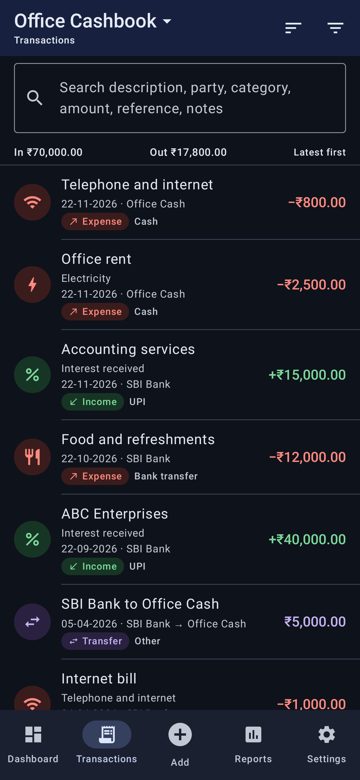 Office Cashbook
Transactions
Search description, party, category,
amount, reference, notes
In ₹70,000.00 Out ₹17,800.00 Latest first
Telephone and internet
22-11-2026 · Office Cash
−₹800.00
↗ Expense Cash
Office rent
Electricity
22-11-2026 · Office Cash
−₹2,500.00
↗ Expense Cash
Accounting services
Interest received
22-11-2026 · SBI Bank
+₹15,000.00
↙ Income UPI
Food and refreshments
22-10-2026 · SBI Bank
−₹12,000.00
↗ Expense Bank transfer
ABC Enterprises
Interest received
22-09-2026 · SBI Bank
+₹40,000.00
↙ Income UPI
SBI Bank to Office Cash
05-04-2026 · SBI Bank → Office Cash
₹5,000.00
Transfer Other
Internet bill
Telephone and internet
−₹1,000.00
Dashboard Transactions Add Reports Settings